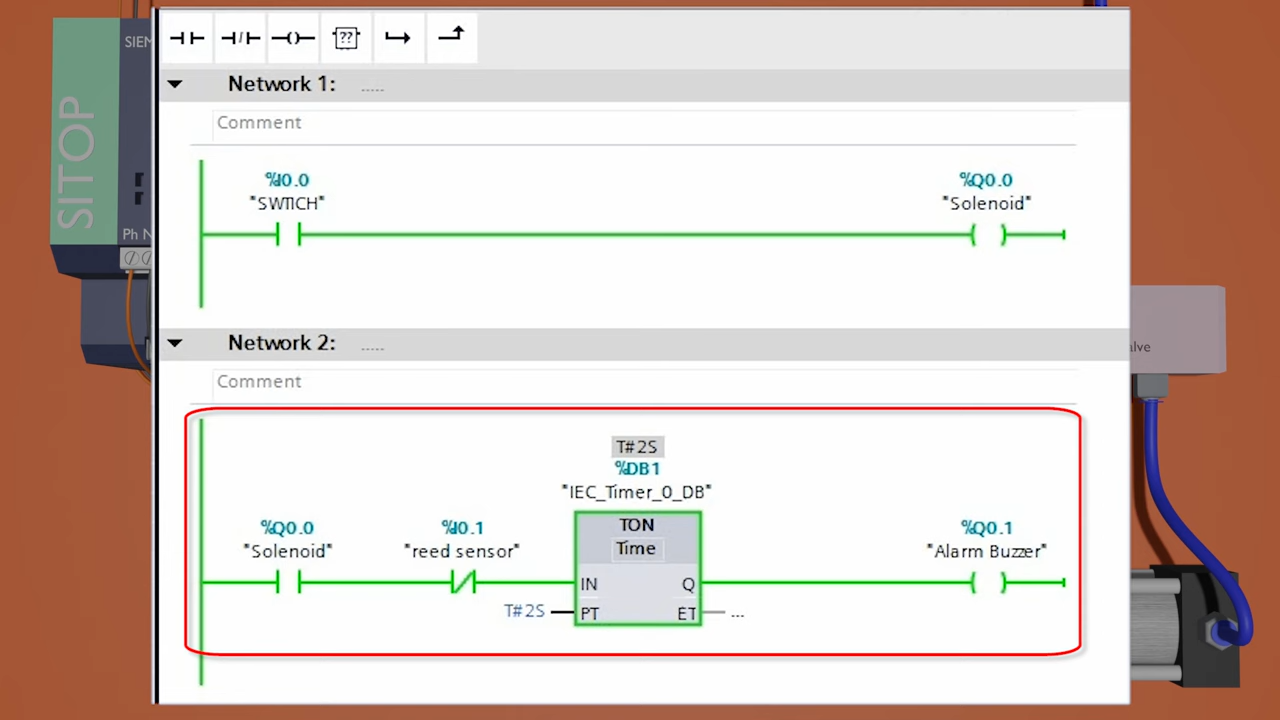 SITOP
SIEM
Ph N
??
Network 1: .....
Comment
%I0.0
"SWTICH"
%Q0.0
"Solenoid"
Network 2: .....
Comment
T#2S
%DB1
"IEC_Timer_0_DB"
%Q0.0
"Solenoid"
%I0.1
"reed sensor"
TON
Time
%Q0.1
"Alarm Buzzer"
IN Q
T#2S PT ET ...
alve